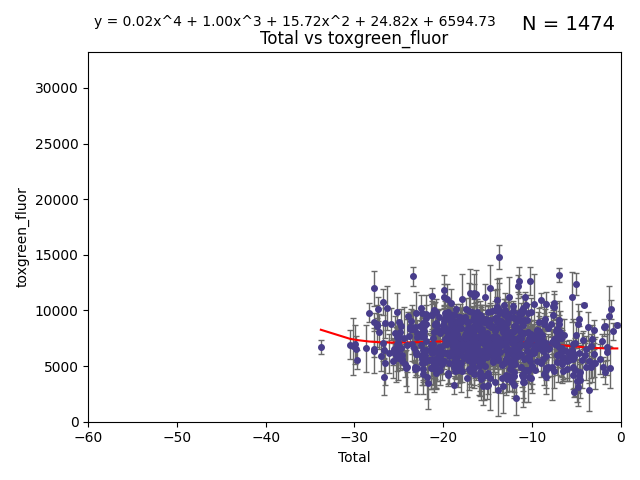 y = 0.02x^4 + 1.00x^3 + 15.72x^2 + 24.82x + 6594.73
N = 1474
Total vs toxgreen_fluor
30000
25000
20000
15000
10000
5000
0
toxgreen_fluor
−60 −50 −40 −30 −20 −10 0
Total